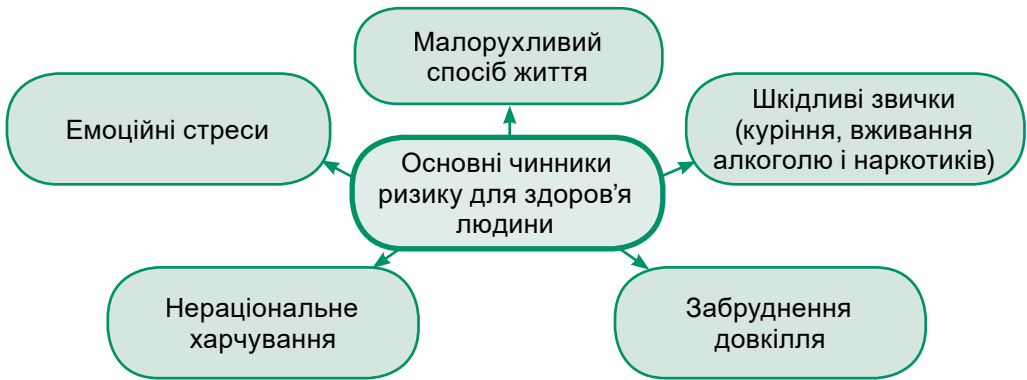 Малорухливий
спосіб життя
Емоційні стреси
Шкідливі звички
(куріння, вживання
алкоголю і наркотиків)
Основні чинники
ризику для здоров’я
людини
Нераціональне
харчування
Забруднення
довкілля